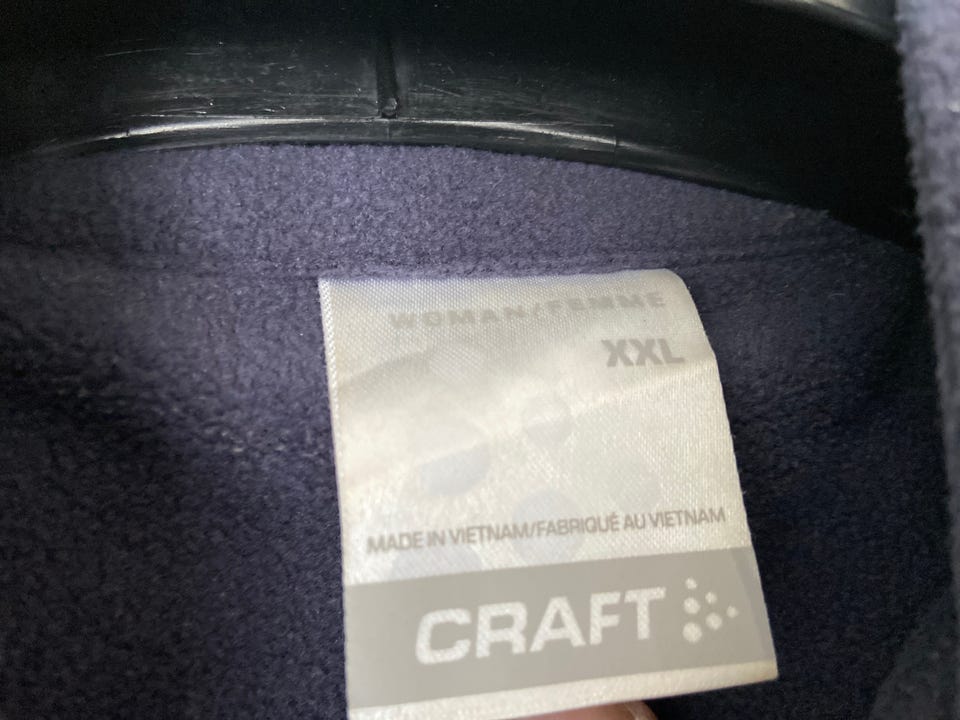 WOMAN/FEMME
XXL
MADE IN VIETNAM/FABRIQUÉ AU VIETNAM
CRAFT